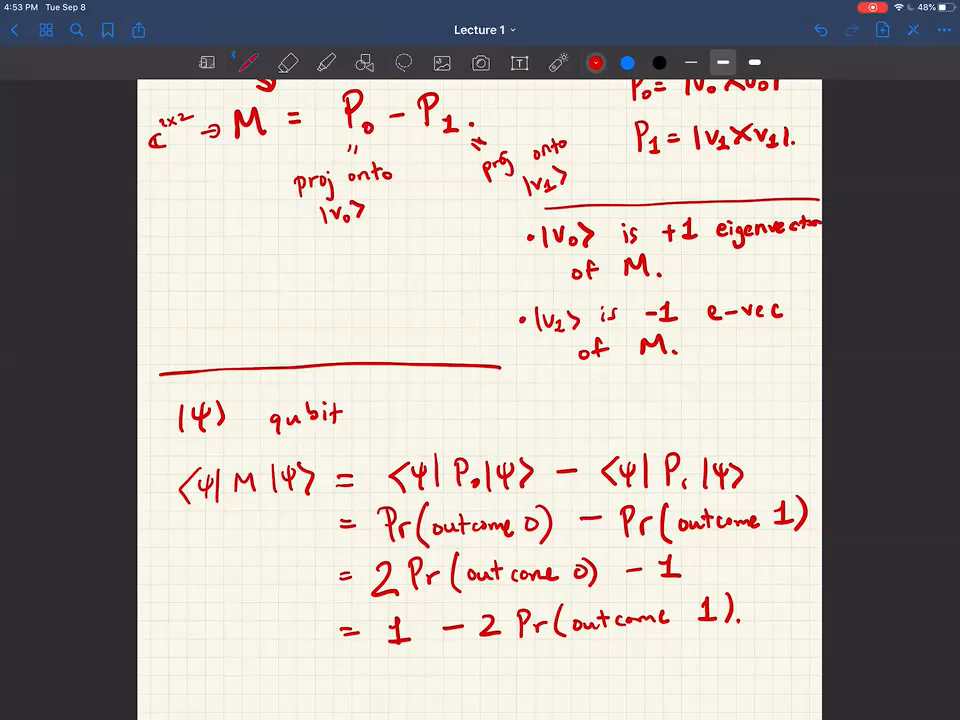 4:53 PM Tue Sep 8
48%
Lecture 1
T
P₀ = |v₀⟩⟨v₀|
ℂ²ˣ² → M = P₀ - P₁.
P₁ = |v₁⟩⟨v₁|.
proj onto
|v₀⟩
proj onto
|v₁⟩
• |v₀⟩ is +1 eigenvector
of M.
• |v₁⟩ is -1 e-vec
of M.
|ψ⟩ qubit
⟨ψ| M |ψ⟩ = ⟨ψ| P₀ |ψ⟩ - ⟨ψ| P₁ |ψ⟩
= Pr(outcome 0) - Pr(outcome 1)
= 2 Pr(outcome 0) - 1
= 1 - 2 Pr(outcome 1).